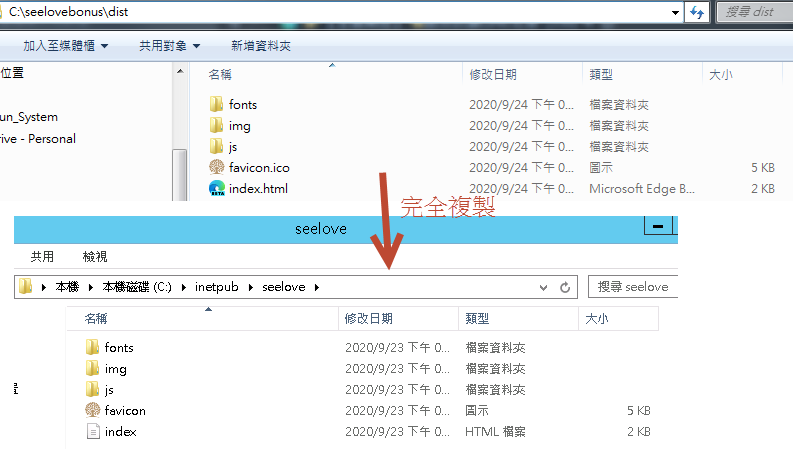 C:\seelovebonus\dist
搜尋 dist
加入至媒體櫃 共用對象 新增資料夾
位置
un_System
rive - Personal
名稱 修改日期 類型 大小
fonts 2020/9/24 下午 0... 檔案資料夾
img 2020/9/24 下午 0... 檔案資料夾
js 2020/9/24 下午 0... 檔案資料夾
favicon.ico 2020/9/24 下午 0... 圖示 5 KB
index.html 2020/9/24 下午 0... Microsoft Edge B... 2 KB
完全複製
seelove
共用 檢視
本機 本機磁碟 (C:) inetpub seelove
搜尋 seelove
名稱 修改日期 類型 大小
fonts 2020/9/23 下午 0... 檔案資料夾
img 2020/9/23 下午 0... 檔案資料夾
js 2020/9/23 下午 0... 檔案資料夾
favicon 2020/9/23 下午 0... 圖示 5 KB
index 2020/9/23 下午 0... HTML 檔案 2 KB